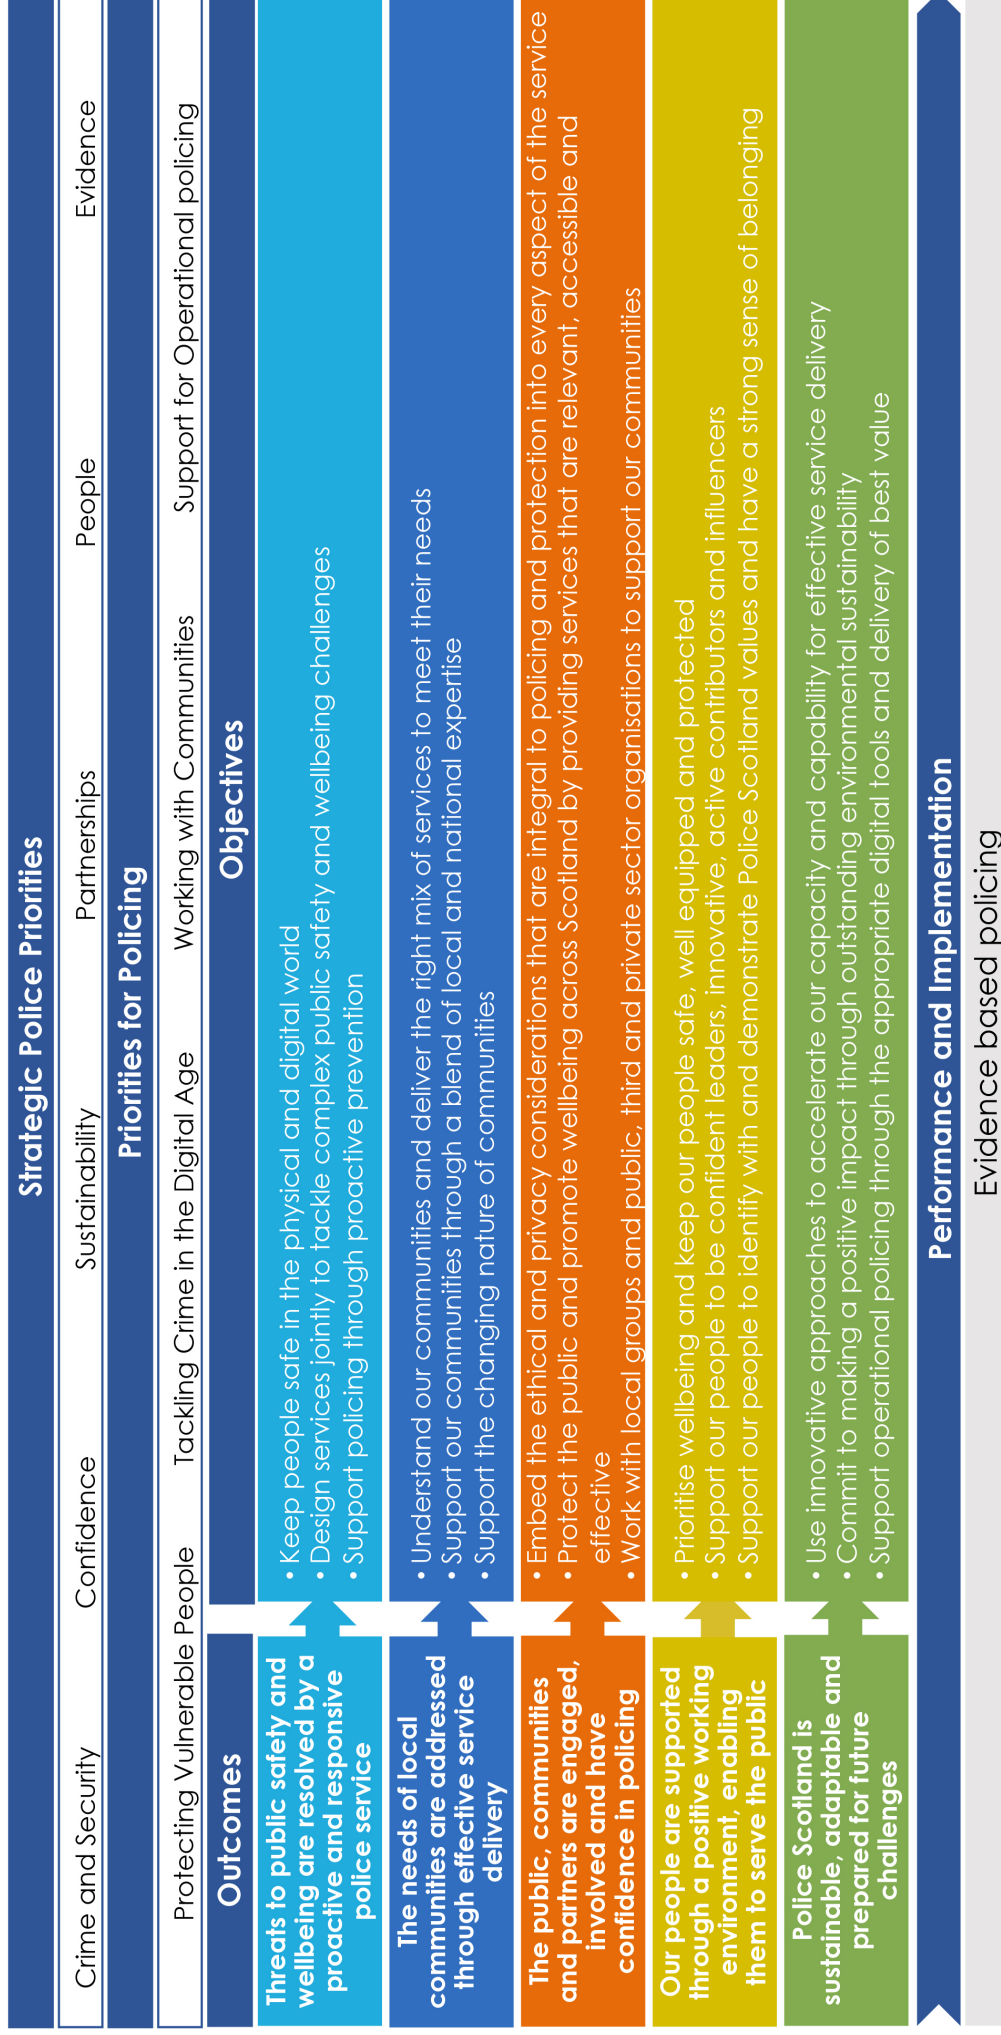 Strategic Police Priorities
Crime and Security Confidence Sustainability Partnerships People Evidence
Priorities for Policing
Protecting Vulnerable People Tackling Crime in the Digital Age Working with Communities Support for Operational policing
Outcomes Objectives
Threats to public safety and
wellbeing are resolved by a
proactive and responsive
police service
• Keep people safe in the physical and digital world
• Design services jointly to tackle complex public safety and wellbeing challenges
• Support policing through proactive prevention
The needs of local
communities are addressed
through effective service
delivery
• Understand our communities and deliver the right mix of services to meet their needs
• Support our communities through a blend of local and national expertise
• Support the changing nature of communities
The public, communities
and partners are engaged,
involved and have
confidence in policing
• Embed the ethical and privacy considerations that are integral to policing and protection into every aspect of the service
• Protect the public and promote wellbeing across Scotland by providing services that are relevant, accessible and
effective
• Work with local groups and public, third and private sector organisations to support our communities
Our people are supported
through a positive working
environment, enabling
them to serve the public
• Prioritise wellbeing and keep our people safe, well equipped and protected
• Support our people to be confident leaders, innovative, active contributors and influencers
• Support our people to identify with and demonstrate Police Scotland values and have a strong sense of belonging
Police Scotland is
sustainable, adaptable and
prepared for future
challenges
• Use innovative approaches to accelerate our capacity and capability for effective service delivery
• Commit to making a positive impact through outstanding environmental sustainability
• Support operational policing through the appropriate digital tools and delivery of best value
Performance and Implementation
Evidence based policing